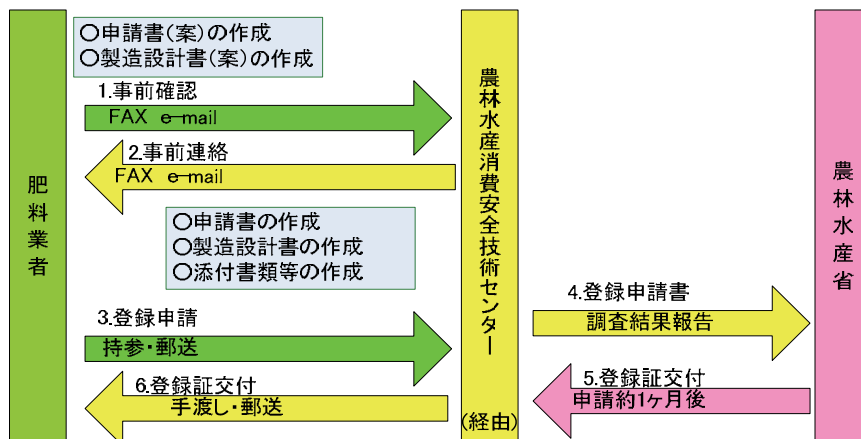 〇申請書(案)の作成
〇製造設計書(案)の作成
1.事前確認
FAX e-mail
2.事前連絡
FAX e-mail
肥料業者
〇申請書の作成
〇製造設計書の作成
〇添付書類等の作成
3.登録申請
持参・郵送
6.登録証交付
手渡し・郵送
農林水産消費安全技術センター
(経由)
4.登録申請書
調査結果報告
5.登録証交付
申請約1ヶ月後
農林水産省